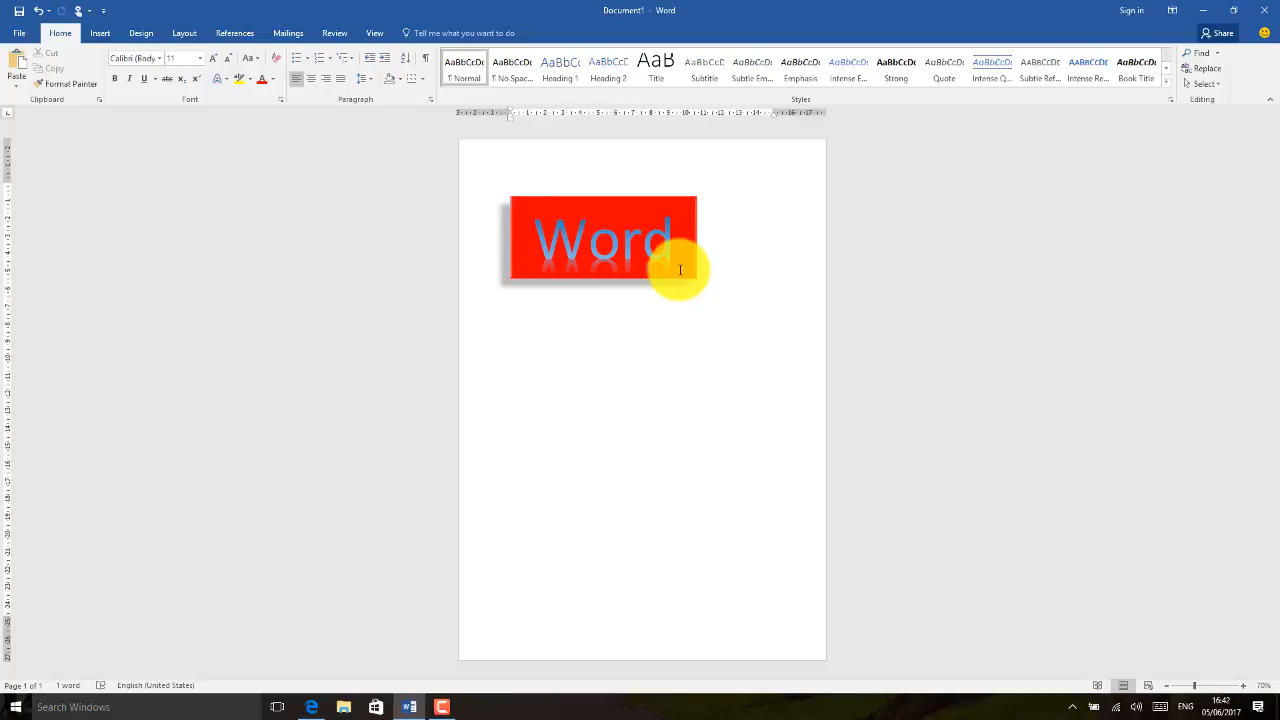 Document1 - Word
Sign in
File Home Insert Design Layout References Mailings Review View Tell me what you want to do
Share
Paste
Cut
Copy
Format Painter
Clipboard
Calibri (Body 11
Font
Paragraph
AaBbCcDc AaBbCcDc AaBbCc AaBbCcC AaB AaBbCcC AaBbCcDc AaBbCcDc AaBbCcDc AaBbCcDc AaBbCcDc AaBbCcDc AaBbCcDc AaBbCcDc AaBbCcDc
¶ Normal ¶ No Spac... Heading 1 Heading 2 Title Subtitle Subtle Em... Emphasis Intense E... Strong Quote Intense Q... Subtle Ref... Intense Re... Book Title
Styles
Find
Replace
Select
Editing
Word
Page 1 of 1 1 word English (United States)
70%
Search Windows
ENG
16:42
05/06/2017